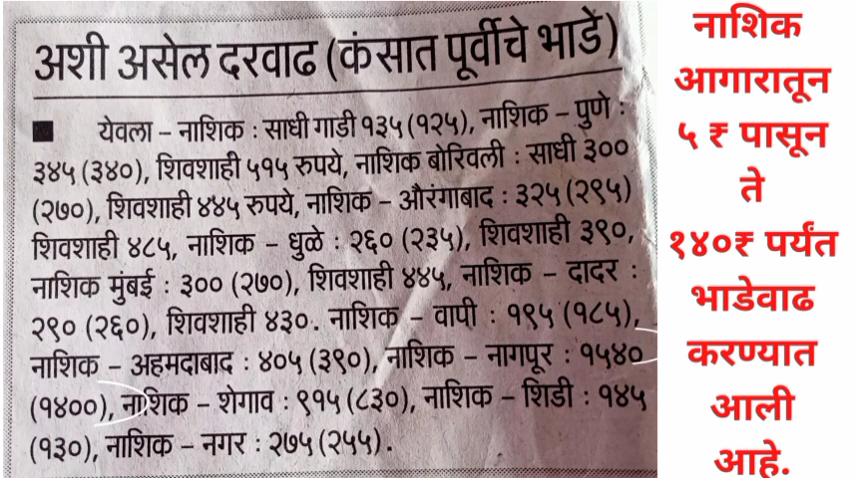 अशी असेल दरवाढ (कंसात पूर्वीचे भाडे)
■ येवला – नाशिक : साधी गाडी १३५ (१२५), नाशिक – पुणे :
३४५ (३४०), शिवशाही ५१५ रुपये, नाशिक बोरिवली : साधी ३००
(२७०), शिवशाही ४४५ रुपये, नाशिक – औरंगाबाद : ३२५ (२९५)
शिवशाही ४८५, नाशिक – धुळे : २६० (२३५), शिवशाही ३९०,
नाशिक मुंबई : ३०० (२७०), शिवशाही ४४५, नाशिक – दादर :
२९० (२६०), शिवशाही ४३०. नाशिक – वापी : १९५ (१८५),
नाशिक – अहमदाबाद : ४०५ (३९०), नाशिक – नागपूर : १५४०
(१४००), नाशिक – शेगाव : ९१५ (८३०), नाशिक – शिडी : १४५
(१३०), नाशिक – नगर : २७५ (२५५).
नाशिक
आगारातून
५ ₹ पासून
ते
१४०₹ पर्यंत
भाडेवाढ
करण्यात
आली
आहे.